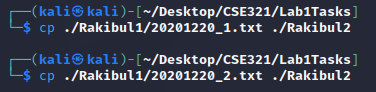 ┌──(kali㉿kali)-[~/Desktop/CSE321/Lab1Tasks]
└─$ cp ./Rakibul1/20201220_1.txt ./Rakibul2
┌──(kali㉿kali)-[~/Desktop/CSE321/Lab1Tasks]
└─$ cp ./Rakibul1/20201220_2.txt ./Rakibul2